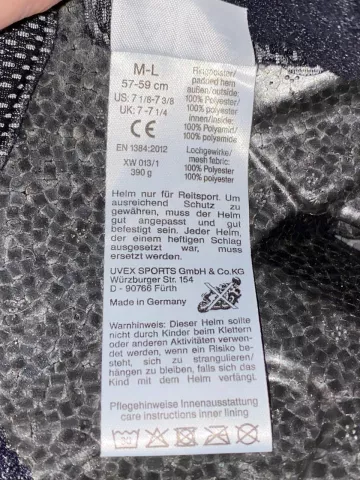 M-L
57-59 cm
US: 7 1/8-7 3/8
UK: 7-7 1/4
CE
EN 1384:2012
XW 013/1
390 g
padded hem
außen/outside:
100% Polyester/
100% Polyester
innen/inside:
100% Polyamid/
100% Polyamide
Lochgewirke/
mesh fabric:
100% Polyester
100% Polyester
Helm nur für Reitsport. Um
ausreichend Schutz zu
gewähren, muss der Helm
gut angepasst und gut
befestigt sein. Jeder Helm,
der einem heftigen Schlag
ausgesetzt war, muss
ersetzt werden.
UVEX SPORTS GmbH & Co.KG
Würzburger Str. 154
D - 90766 Fürth
Made in Germany
Warnhinweis: Dieser Helm sollte
nicht durch Kinder beim Klettern
oder anderen Aktivitäten verwen-
det werden, wenn ein Risiko be-
steht, sich zu strangulieren/
hängen zu bleiben, falls sich das
Kind mit dem Helm verfängt.
Pflegehinweise Innenausstattung
care instructions inner lining
30